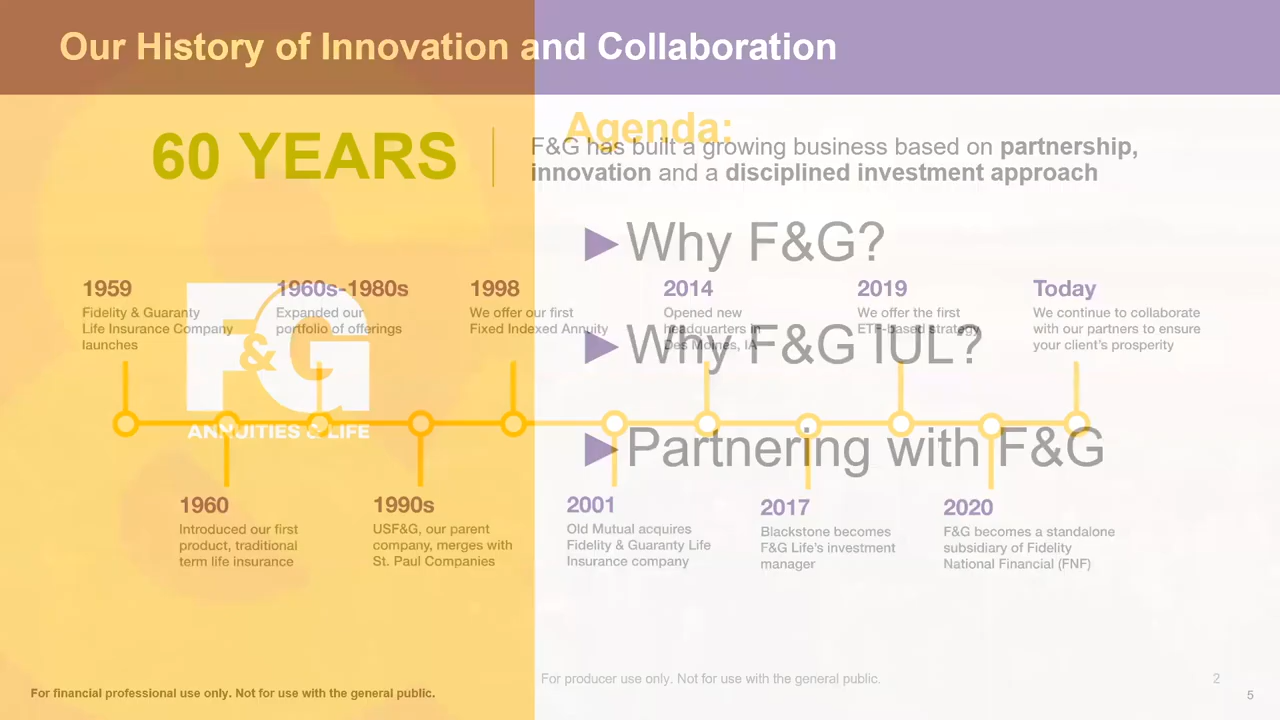 Our History of Innovation and Collaboration
Agenda:
60 YEARS
F&G has built a growing business based on partnership,
innovation and a disciplined investment approach
Why F&G?
Why F&G IUL?
Partnering with F&G
1959
Fidelity & Guaranty
Life Insurance Company
launches
1960s-1980s
Expanded our
portfolio of offerings
1998
We offer our first
Fixed Indexed Annuity
2014
Opened new
headquarters in
Des Moines, IA
2019
We offer the first
ETF-based strategy
Today
We continue to collaborate
with our partners to ensure
your client's prosperity
F&G
ANNUITIES & LIFE
1960
Introduced our first
product, traditional
term life insurance
1990s
USF&G, our parent
company, merges with
St. Paul Companies
2001
Old Mutual acquires
Fidelity & Guaranty Life
Insurance company
2017
Blackstone becomes
F&G Life's investment
manager
2020
F&G becomes a standalone
subsidiary of Fidelity
National Financial (FNF)
For producer use only. Not for use with the general public.
2
For financial professional use only. Not for use with the general public.
5